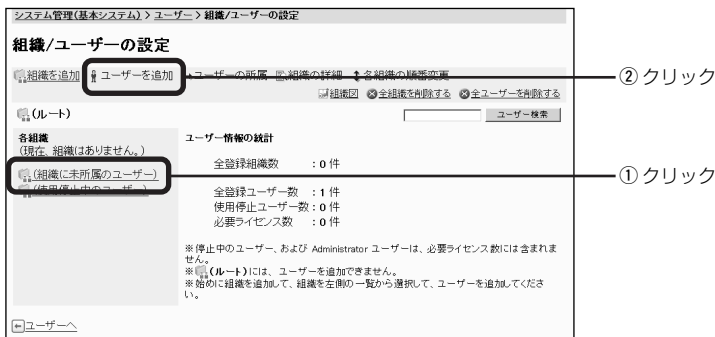 システム管理(基本システム) > ユーザー > 組織/ユーザーの設定
組織/ユーザーの設定
組織を追加 ユーザーを追加 ユーザーの所属 組織の詳細 各組織の順番変更
② クリック
組織図 全組織を削除する 全ユーザーを削除する
(ルート) ユーザー検索
各組織
(現在、組織はありません。)
(組織に未所属のユーザー)
(使用停止中のユーザー)
① クリック
ユーザー情報の統計
全登録組織数 : 0 件
全登録ユーザー数 : 1 件
使用停止ユーザー数 : 0 件
必要ライセンス数 : 0 件
※停止中のユーザー、および Administrator ユーザーは、必要ライセンス数には含まれま
せん。
※(ルート)には、ユーザーを追加できません。
※始めに組織を追加して、組織を左側の一覧から選択して、ユーザーを追加してくださ
い。
ユーザーへ